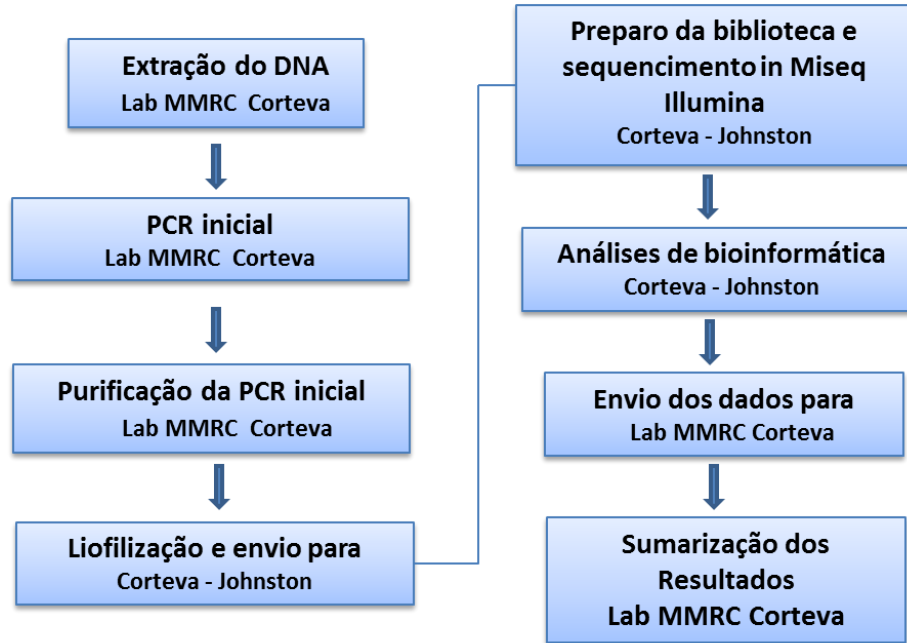 Extração do DNA
Lab MMRC Corteva
PCR inicial
Lab MMRC Corteva
Purificação da PCR inicial
Lab MMRC Corteva
Liofilização e envio para
Corteva - Johnston
Preparo da biblioteca e
sequencimento in Miseq
Illumina
Corteva - Johnston
Análises de bioinformática
Corteva - Johnston
Envio dos dados para
Lab MMRC Corteva
Sumarização dos
Resultados
Lab MMRC Corteva